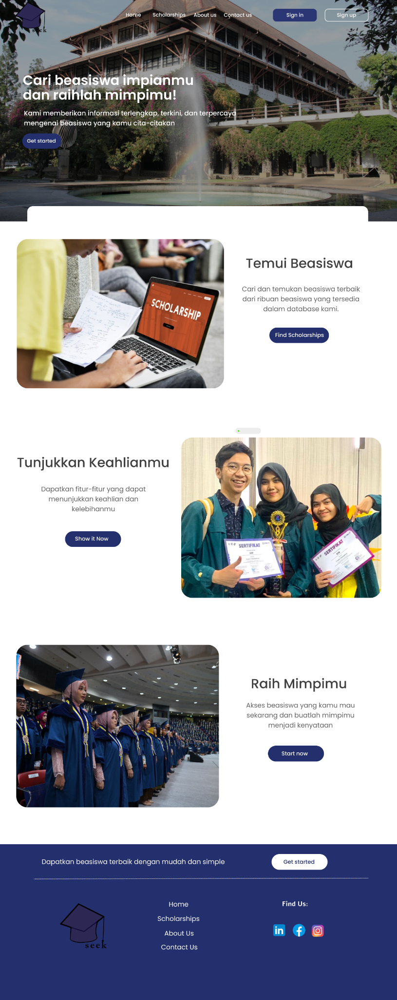 seek
Home
Scholarships
About us
Contact us
Sign in
Sign up
Cari beasiswa impianmu
dan raihlah mimpimu!
Kami memberikan informasi terlengkap, terkini, dan terpercaya
mengenai beasiswa yang kamu cita-citakan
Get started
SCHOLARSHIP
Temui Beasiswa
Cari dan temukan beasiswa terbaik
dari ribuan beasiswa yang tersedia
dalam database kami.
Find Scholarships
Tunjukkan Keahlianmu
Dapatkan fitur-fitur yang dapat
menunjukkan keahlian dan
kelebihanmu
Show it Now
SERTIFIKAT
SERTIFIKAT
Raih Mimpimu
Akses beasiswa yang kamu mau
sekarang dan buatlah mimpimu
menjadi kenyataan
Start now
Dapatkan beasiswa terbaik dengan mudah dan simple
Get started
seek
Home
Scholarships
About Us
Contact Us
Find Us:
in
f